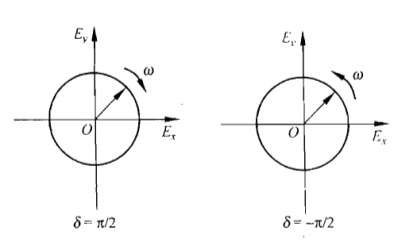 E_y
ω
O
E_x
δ = π/2
E_y
ω
O
E_x
δ = −π/2